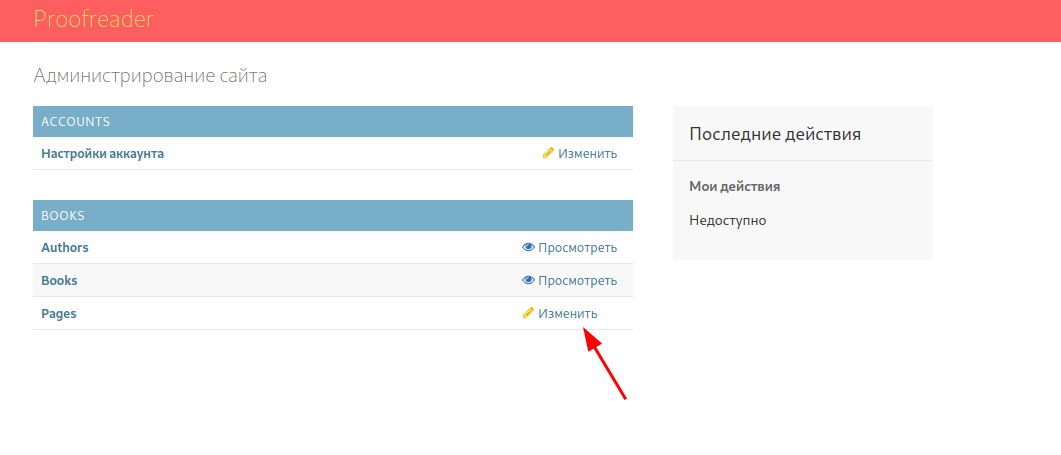 Proofreader
Администрирование сайта
ACCOUNTS
Настройки аккаунта Изменить
BOOKS
Authors Просмотреть
Books Просмотреть
Pages Изменить
Последние действия
Мои действия
Недоступно